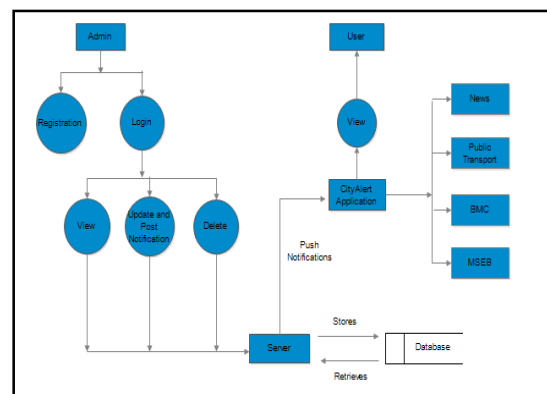 Admin
User
Registration
Login
View
News
Public
Transport
CityAlert
Application
BMC
MSEB
View
Update and
Post
Notification
Delete
Push
Notifications
Server
Stores
Database
Retrieves